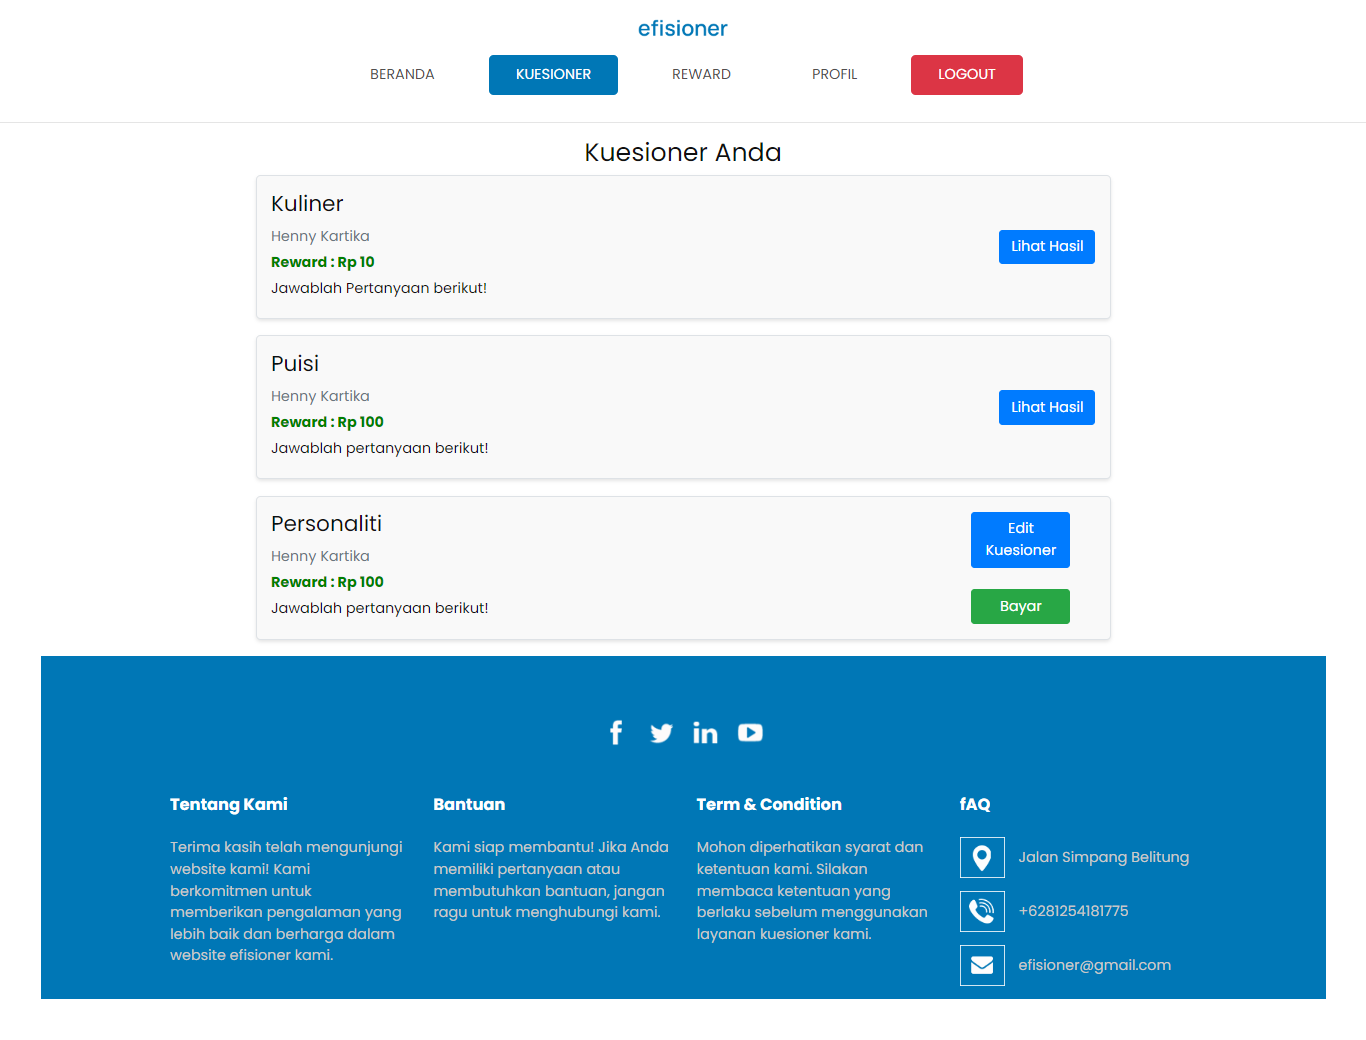 efisioner
BERANDA
KUESIONER
REWARD
PROFIL
LOGOUT
Kuesioner Anda
Kuliner
Henny Kartika
Reward : Rp 10
Jawablah Pertanyaan berikut!
Lihat Hasil
Puisi
Henny Kartika
Reward : Rp 100
Jawablah pertanyaan berikut!
Lihat Hasil
Personaliti
Henny Kartika
Reward : Rp 100
Jawablah pertanyaan berikut!
Edit
Kuesioner
Bayar
Tentang Kami
Terima kasih telah mengunjungi
website kami! Kami
berkomitmen untuk
memberikan pengalaman yang
lebih baik dan berharga dalam
website efisioner kami.
Bantuan
Kami siap membantu! Jika Anda
memiliki pertanyaan atau
membutuhkan bantuan, jangan
ragu untuk menghubungi kami.
Term & Condition
Mohon diperhatikan syarat dan
ketentuan kami. Silakan
membaca ketentuan yang
berlaku sebelum menggunakan
layanan kuesioner kami.
fAQ
Jalan Simpang Belitung
+6281254181775
efisioner@gmail.com